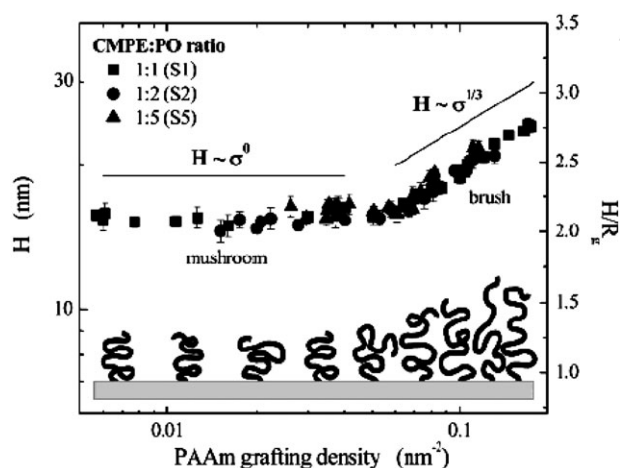 CMPE:PO ratio
1:1 (S1)
1:2 (S2)
1:5 (S5)
H ~ σ⁰
H ~ σ¹/³
mushroom
brush
H (nm)
30
10
H/R_g
3.5
3.0
2.5
2.0
1.5
1.0
0.01
0.1
PAAm grafting density (nm⁻²)